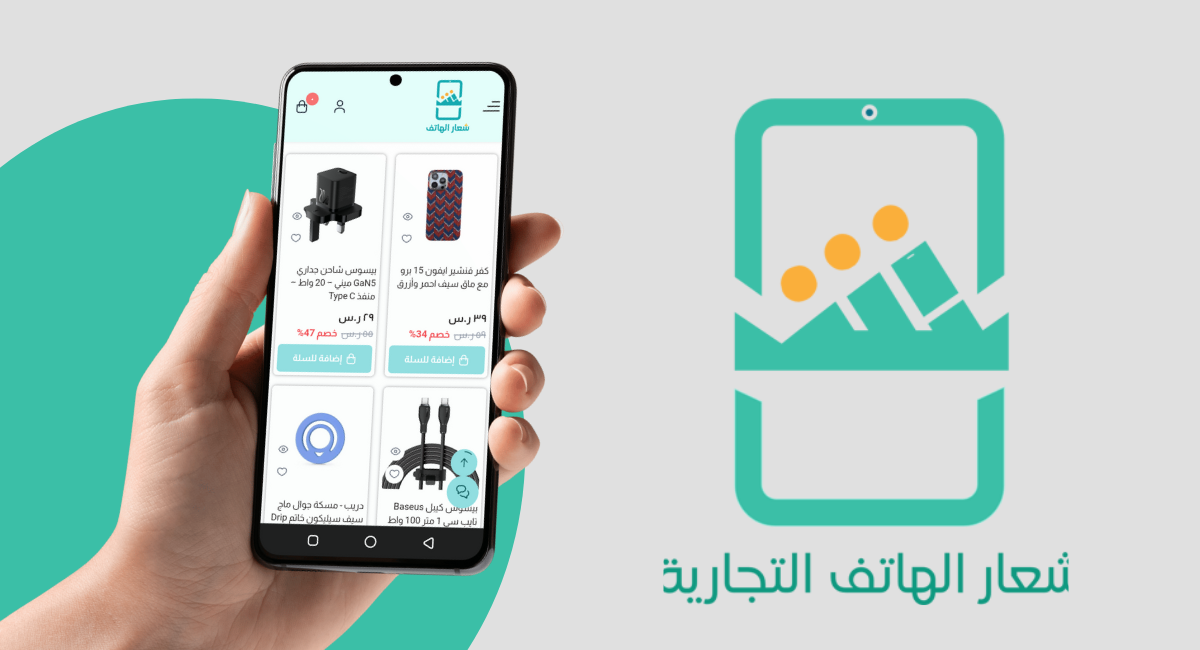 شعار الهاتف
كفر فنشير ايفون 15 برو
مع ماق سيف احمر وأزرق
٣٩ ر.س
٥٩ ر.س خصم 34%
إضافة للسلة
بيسوس شاحن جداري
GaN5 ميني – 20 واط –
منفذ Type C
٢٩ ر.س
٥٥ ر.س خصم 47%
إضافة للسلة
بيسوس كيبل Baseus
تايب سي 1 متر 100 واط
دريب - مسكة جوال ماج
سيف سيليكون خاتم Drip
شعار الهاتف التجارية